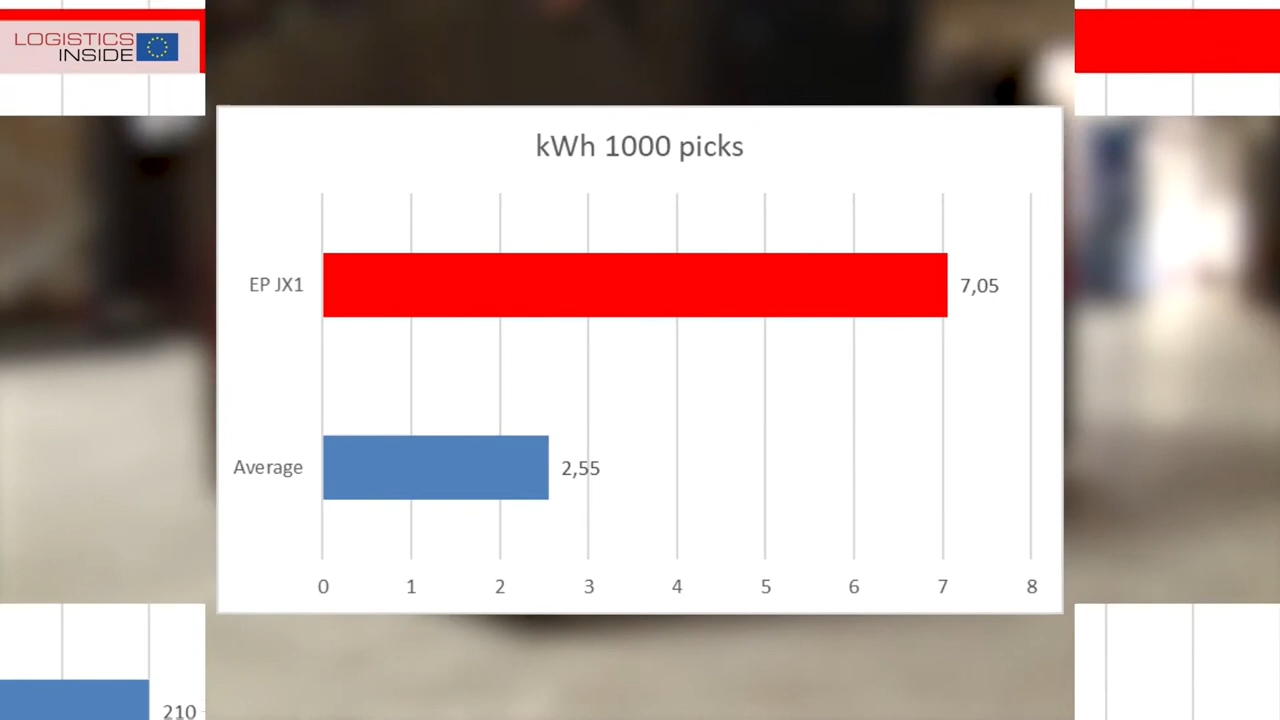 LOGISTICS
INSIDE
kWh 1000 picks
EP JX1
7,05
Average
2,55
0 1 2 3 4 5 6 7 8
210